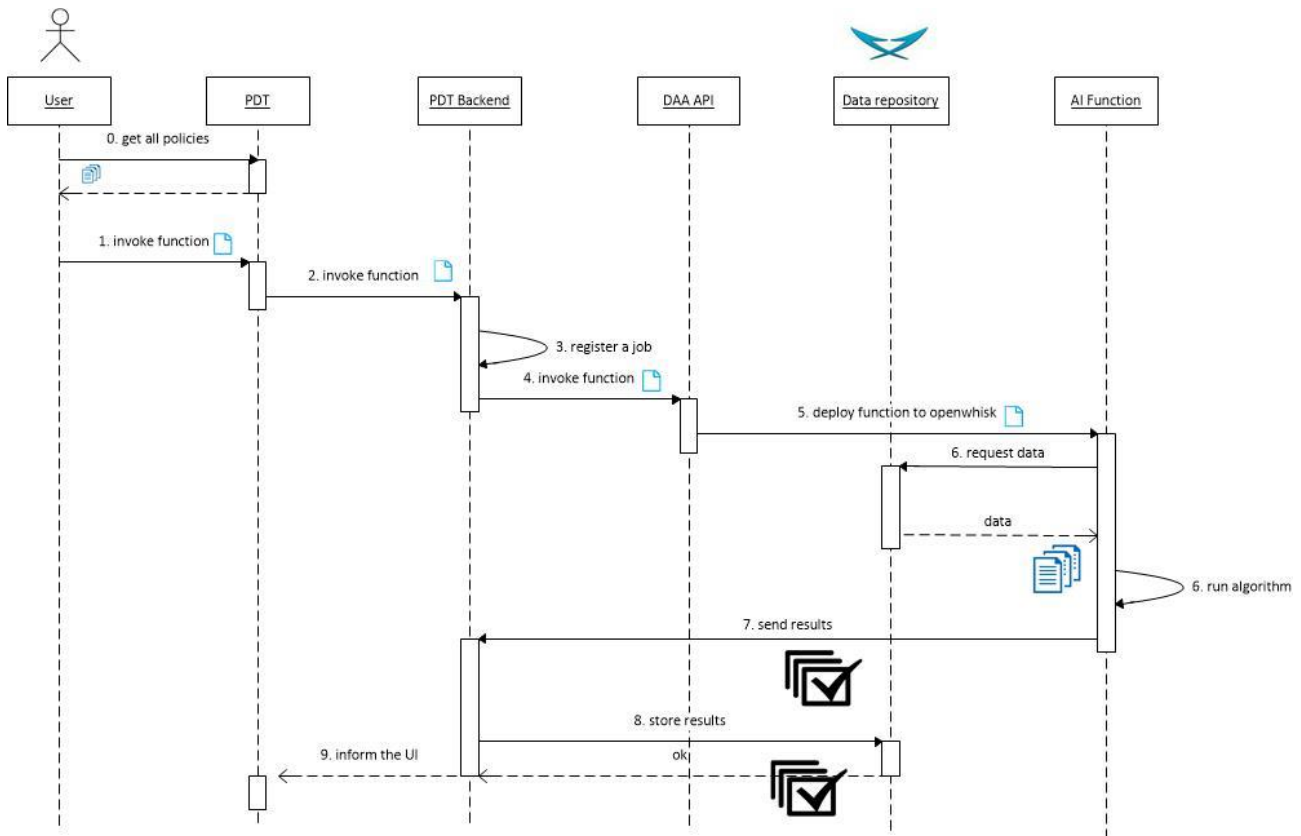 User
PDT
PDT Backend
DAA API
Data repository
AI Function
0. get all policies
1. invoke function
2. invoke function
3. register a job
4. invoke function
5. deploy function to openwhisk
6. request data
data
6. run algorithm
7. send results
8. store results
9. inform the UI
ok